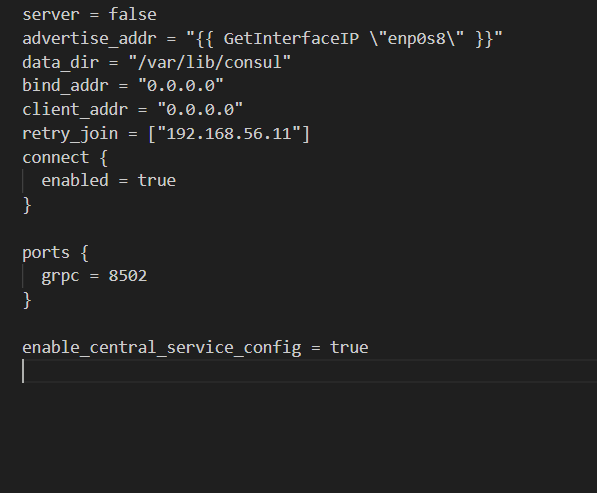 server = false
advertise_addr = "{{ GetInterfaceIP \"enp0s8\" }}"
data_dir = "/var/lib/consul"
bind_addr = "0.0.0.0"
client_addr = "0.0.0.0"
retry_join = ["192.168.56.11"]
connect {
  enabled = true
}

ports {
  grpc = 8502
}

enable_central_service_config = true